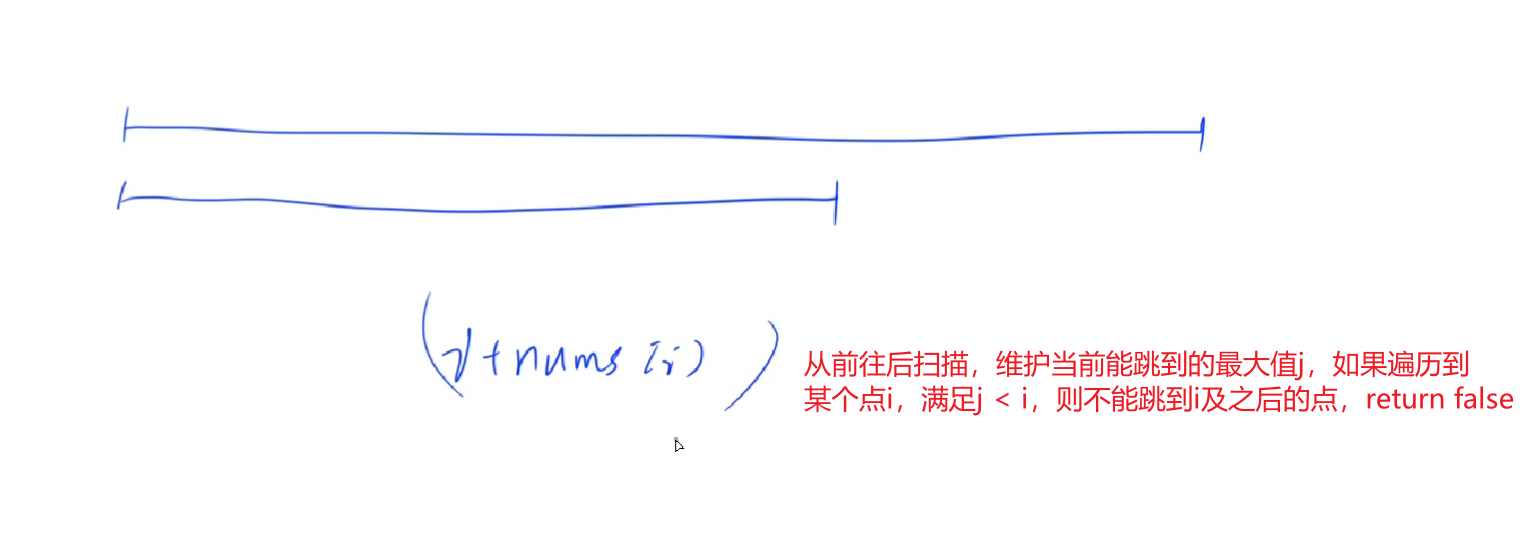 (i+nums[i])
从前往后扫描，维护当前能跳到的最大值j，如果遍历到
某个点i，满足j < i，则不能跳到i及之后的点，return false